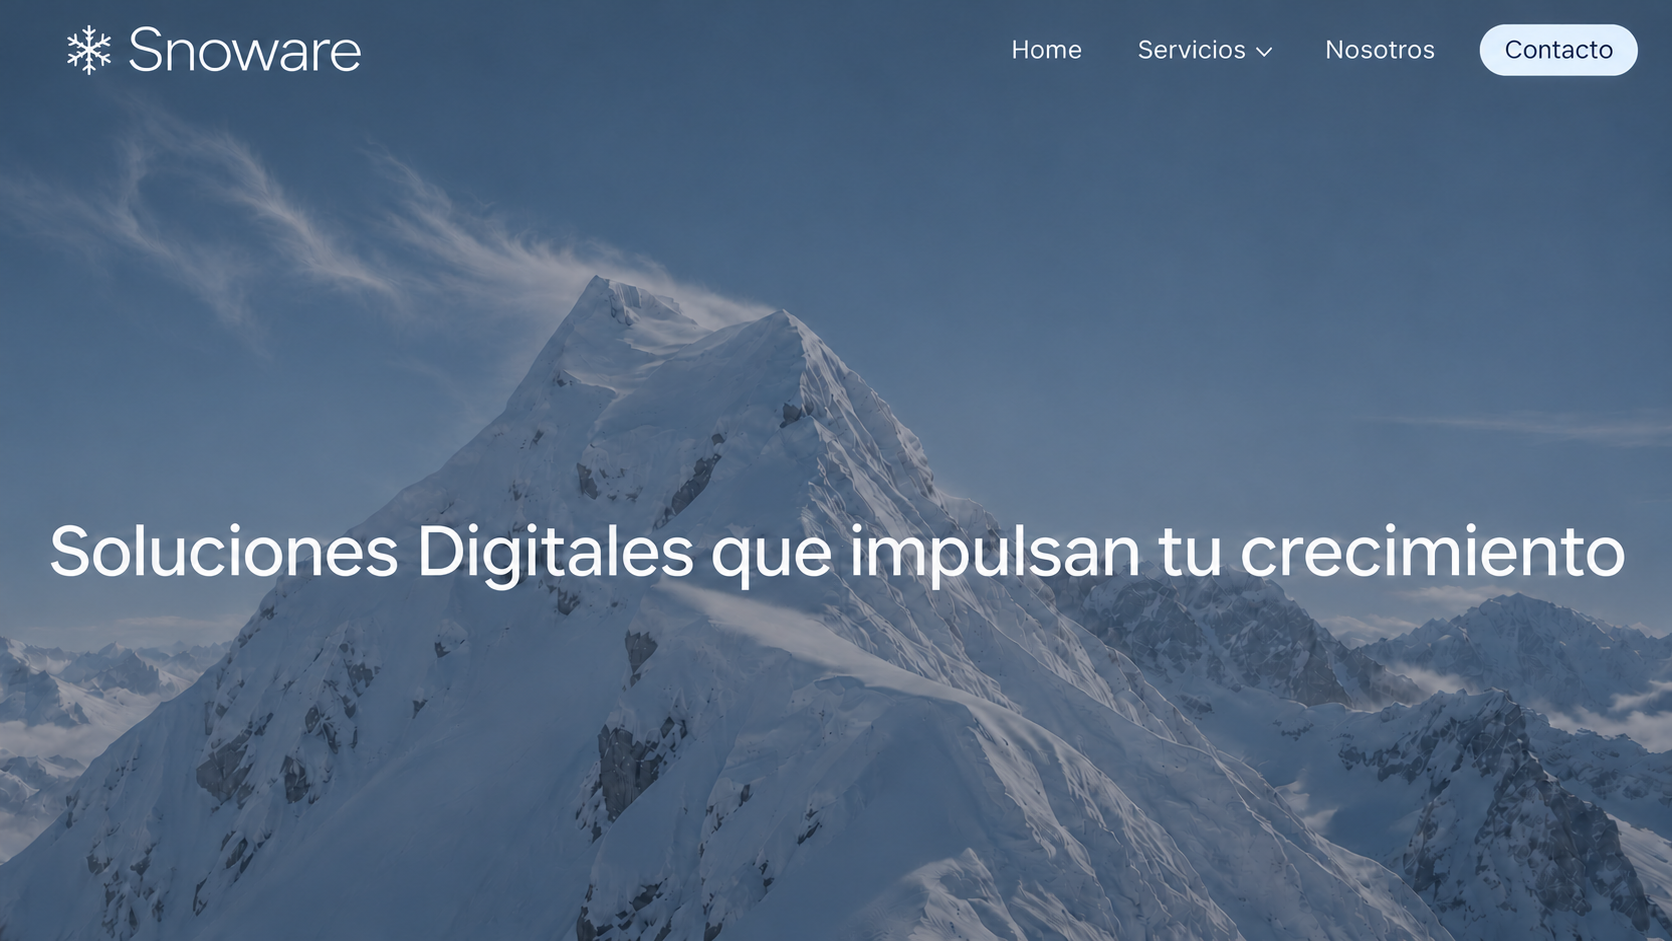 Snoware
Home Servicios Nosotros Contacto
Soluciones Digitales que impulsan tu crecimiento